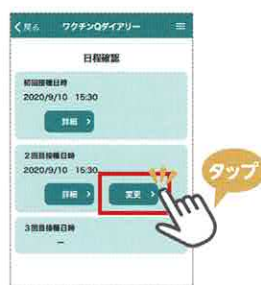 戻る ワクチンQダイアリー
日程確認
初回接種日時
2020/9/10 15:30
詳細
2回目接種日時
2020/9/10 15:30
詳細 変更
タップ
3回目接種日時
ー